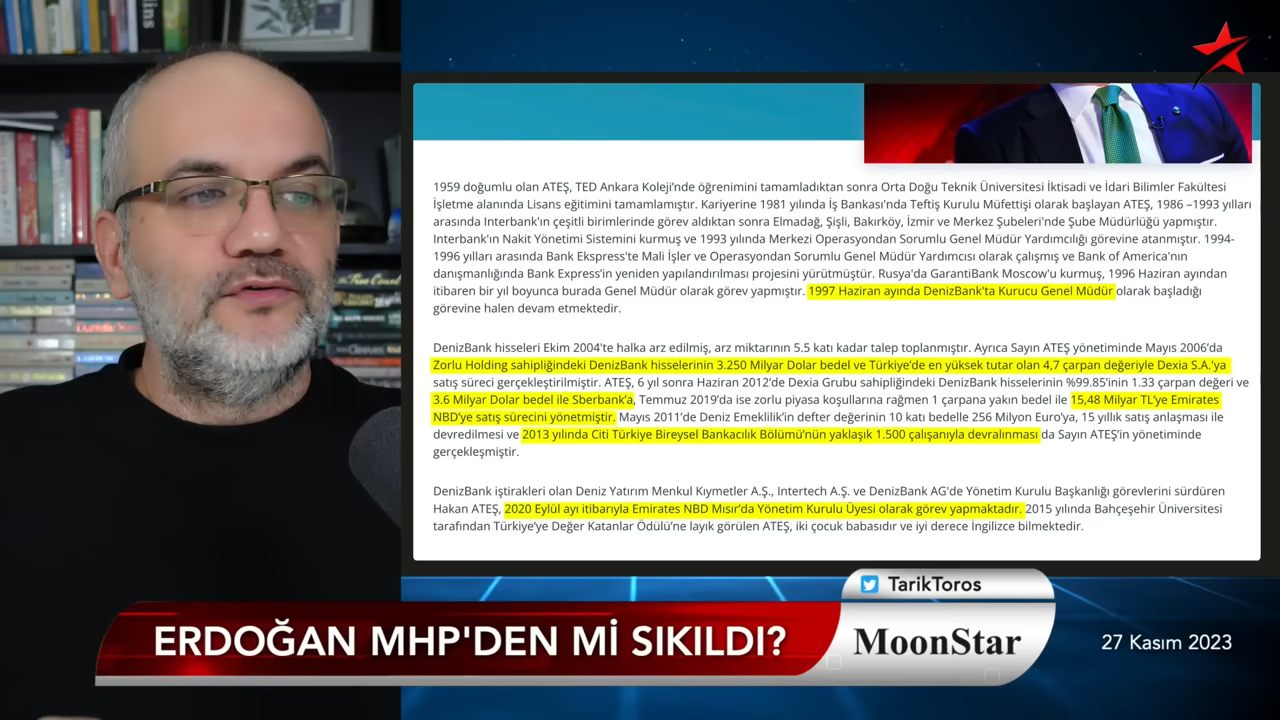 1959 doğumlu olan ATEŞ, TED Ankara Koleji’nde öğrenimini tamamladıktan sonra Orta Doğu Teknik Üniversitesi İktisadi ve İdari Bilimler Fakültesi
İşletme alanında Lisans eğitimini tamamlamıştır. Kariyerine 1981 yılında İş Bankası'nda Teftiş Kurulu Müfettişi olarak başlayan ATEŞ, 1986 –1993 yılları
arasında Interbank'ın çeşitli birimlerinde görev aldıktan sonra Elmadağ, Şişli, Bakırköy, İzmir ve Merkez Şubeleri'nde Şube Müdürlüğü yapmıştır.
Interbank'ın Nakit Yönetimi Sistemini kurmuş ve 1993 yılında Merkezi Operasyondan Sorumlu Genel Müdür Yardımcılığı görevine atanmıştır. 1994-
1996 yılları arasında Bank Ekspres'te Mali İşler ve Operasyondan Sorumlu Genel Müdür Yardımcısı olarak çalışmış ve Bank of America'nın
danışmanlığında Bank Express’in yeniden yapılandırılması projesini yürütmüştür. Rusya'da GarantiBank Moscow'u kurmuş, 1996 Haziran ayından
itibaren bir yıl boyunca burada Genel Müdür olarak görev yapmıştır. 1997 Haziran ayında DenizBank'ta Kurucu Genel Müdür olarak başladığı
görevine halen devam etmektedir.
DenizBank hisseleri Ekim 2004'te halka arz edilmiş, arz miktarının 5.5 katı kadar talep toplanmıştır. Ayrıca Sayın ATEŞ yönetiminde Mayıs 2006’da
Zorlu Holding sahipliğindeki DenizBank hisselerinin 3.250 Milyar Dolar bedel ve Türkiye’de en yüksek tutar olan 4,7 çarpan değeriyle Dexia S.A.'ya
satış süreci gerçekleştirilmiştir. ATEŞ, 6 yıl sonra Haziran 2012’de Dexia Grubu sahipliğindeki DenizBank hisselerinin %99.85’inin 1.33 çarpan değeri ve
3.6 Milyar Dolar bedel ile Sberbank’a, Temmuz 2019’da ise zorlu piyasa koşullarına rağmen 1 çarpana yakın bedel ile 15,48 Milyar TL’ye Emirates
NBD’ye satış sürecini yönetmiştir. Mayıs 2011’de Deniz Emeklilik’in defter değerinin 10 katı bedelle 256 Milyon Euro’ya, 15 yıllık satış anlaşması ile
devredilmesi ve 2013 yılında Citi Türkiye Bireysel Bankacılık Bölümü’nün yaklaşık 1.500 çalışanıyla devralınması da Sayın ATEŞ’in yönetiminde
gerçekleşmiştir.
DenizBank iştirakleri olan Deniz Yatırım Menkul Kıymetler A.Ş., Intertech A.Ş. ve DenizBank AG'de Yönetim Kurulu Başkanlığı görevlerini sürdüren
Hakan ATEŞ, 2020 Eylül ayı itibarıyla Emirates NBD Mısır’da Yönetim Kurulu Üyesi olarak görev yapmaktadır. 2015 yılında Bahçeşehir Üniversitesi
tarafından Türkiye’ye Değer Katanlar Ödülü’ne layık görülen ATEŞ, iki çocuk babasıdır ve iyi derece İngilizce bilmektedir.
TarikToros
ERDOĞAN MHP'DEN Mİ SIKILDI?
MoonStar
27 Kasım 2023